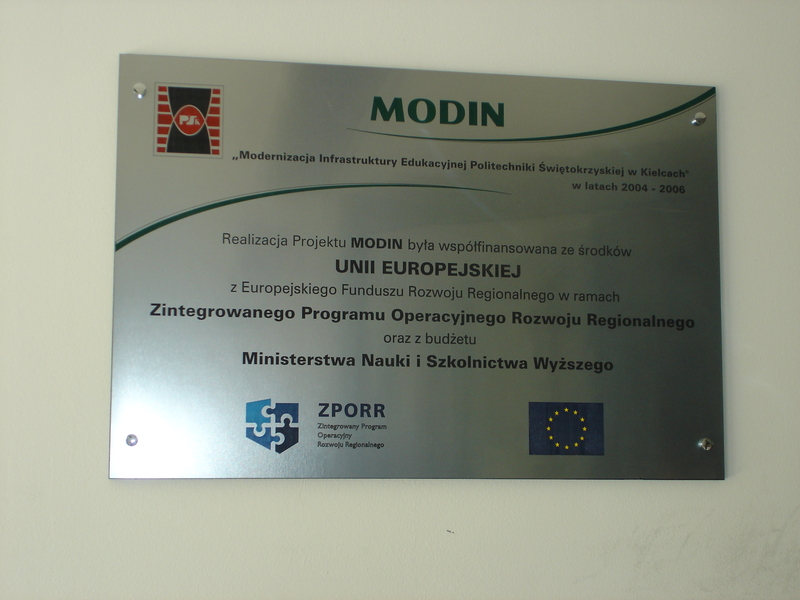 PSk
MODIN
„Modernizacja Infrastruktury Edukacyjnej Politechniki Świętokrzyskiej w Kielcach"
w latach 2004 - 2006
Realizacja Projektu MODIN była współfinansowana ze środków
UNII EUROPEJSKIEJ
z Europejskiego Funduszu Rozwoju Regionalnego w ramach
Zintegrowanego Programu Operacyjnego Rozwoju Regionalnego
oraz z budżetu
Ministerstwa Nauki i Szkolnictwa Wyższego
ZPORR
Zintegrowany Program
Operacyjny
Rozwoju Regionalnego